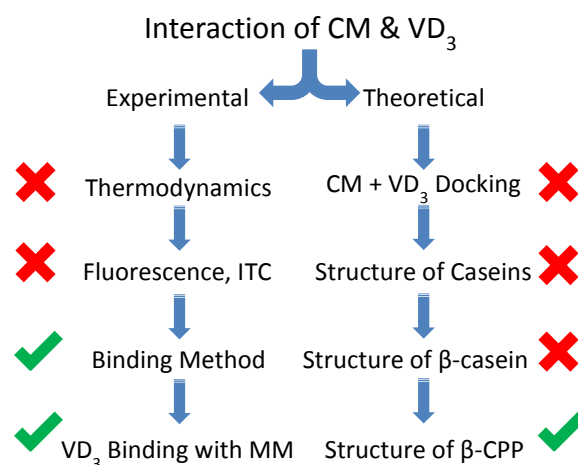 Interaction of CM & VD₃
Experimental
Theoretical
Thermodynamics
CM + VD₃ Docking
Fluorescence, ITC
Structure of Caseins
Binding Method
Structure of β-casein
VD₃ Binding with MM
Structure of β-CPP